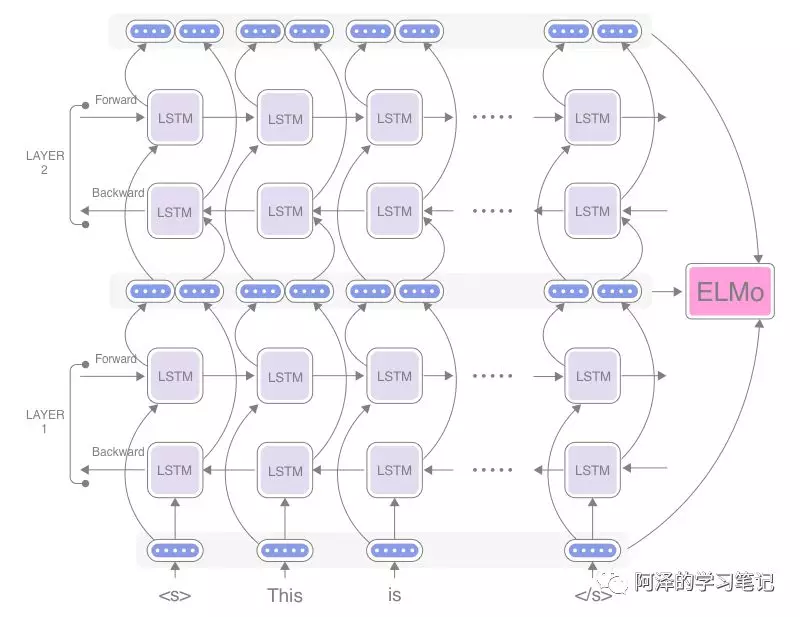 Forward
LSTM LSTM LSTM ····· LSTM
LAYER
2
Backward
LSTM LSTM LSTM ····· LSTM
ELMo
Forward
LSTM LSTM LSTM ····· LSTM
LAYER
1
Backward
LSTM LSTM LSTM ····· LSTM
<s> This is </s>
阿泽的学习笔记